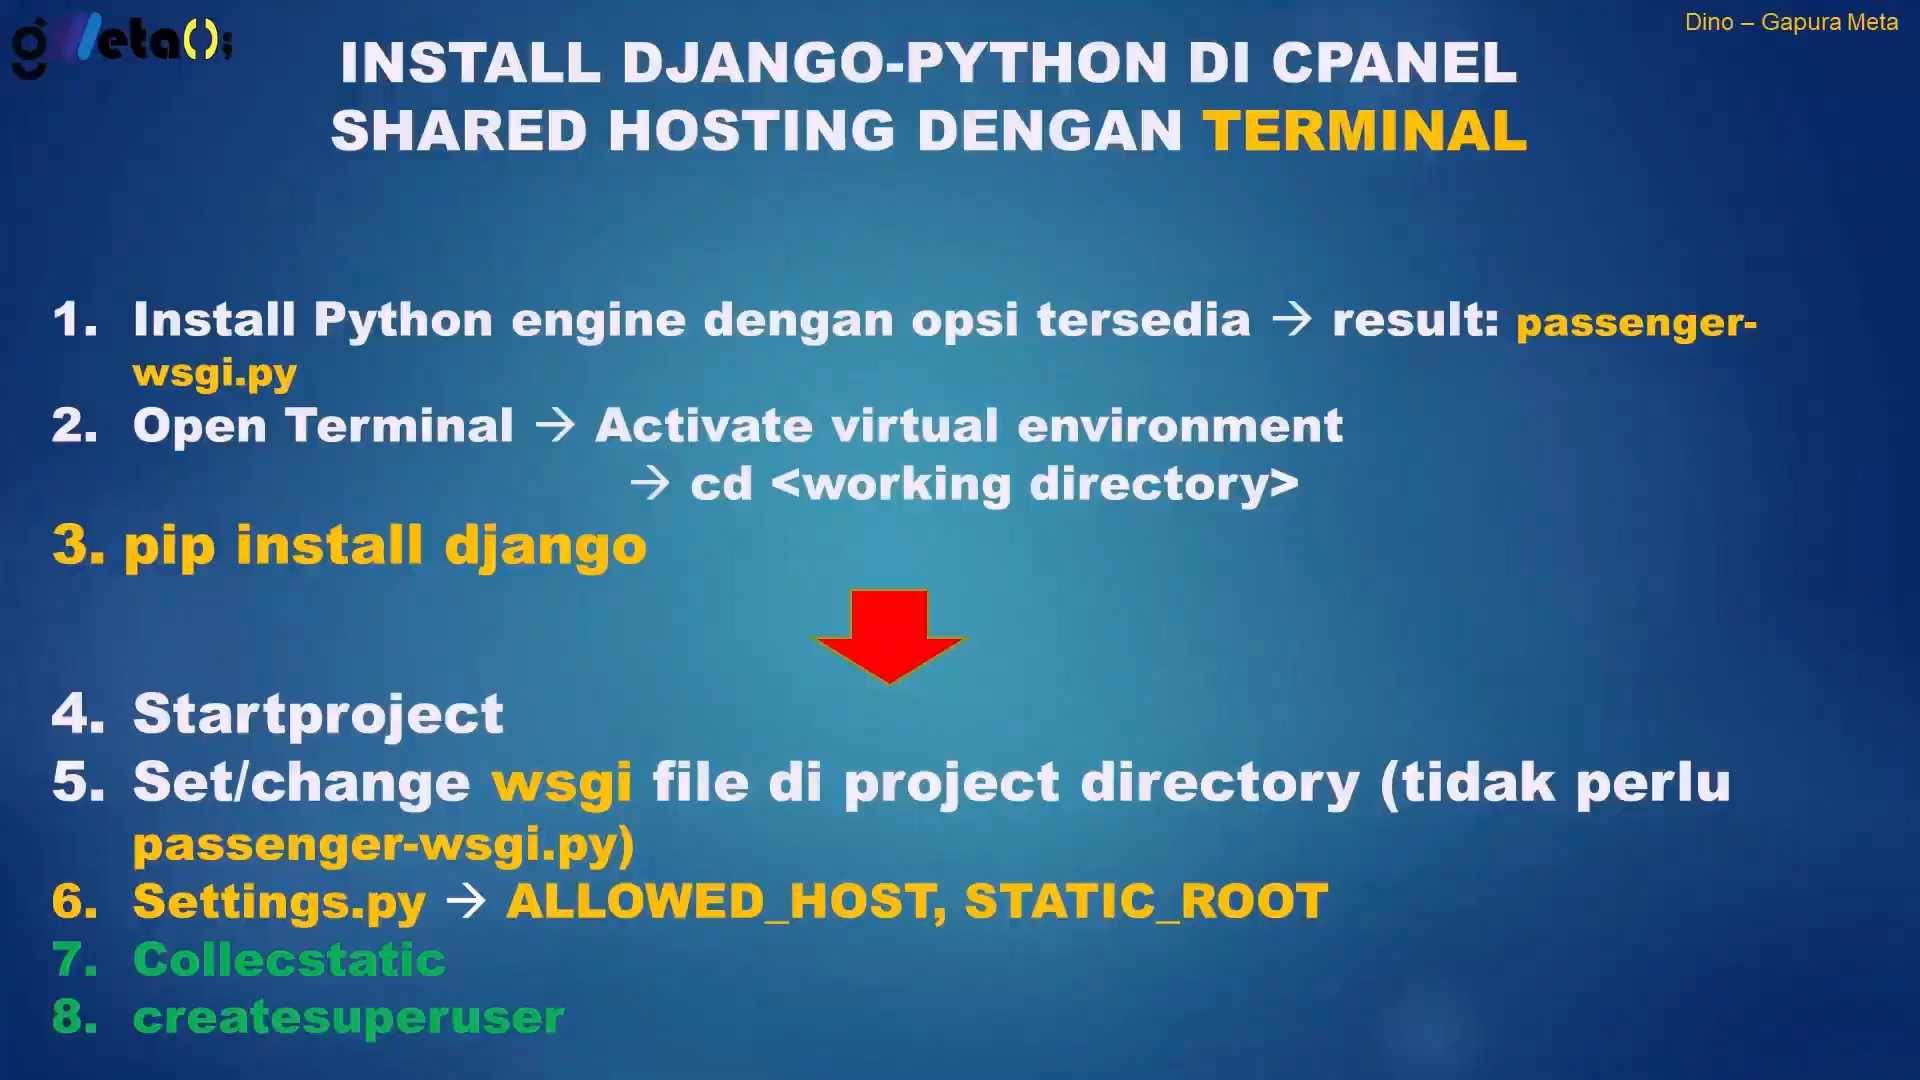 gMeta();
Dino – Gapura Meta
INSTALL DJANGO-PYTHON DI CPANEL
SHARED HOSTING DENGAN TERMINAL
1. Install Python engine dengan opsi tersedia → result: passenger-
wsgi.py
2. Open Terminal → Activate virtual environment
→ cd <working directory>
3. pip install django
4. Startproject
5. Set/change wsgi file di project directory (tidak perlu
passenger-wsgi.py)
6. Settings.py → ALLOWED_HOST, STATIC_ROOT
7. Collecstatic
8. createsuperuser